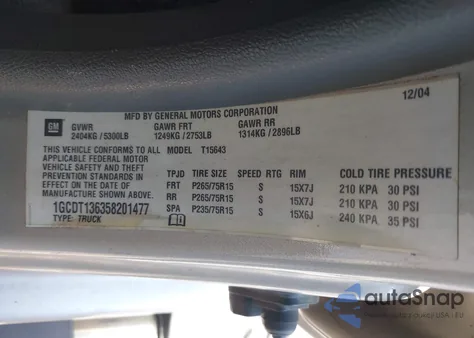 MFD BY GENERAL MOTORS CORPORATION 12/04
GM GVWR GAWR FRT GAWR RR
2404KG / 5300LB 1249KG / 2753LB 1314KG / 2896LB
THIS VEHICLE CONFORMS TO ALL MODEL T15643
APPLICABLE FEDERAL MOTOR
VEHICLE SAFETY AND THEFT
PREVENTION STANDARDS IN
EFFECT ON THE DATE OF
MANUFACTURE SHOWN ABOVE.
1GCDT136358201477
TYPE: TRUCK
TPJD TIRE SIZE SPEED RTG RIM COLD TIRE PRESSURE
FRT P265/75R15 S 15X7J 210 KPA 30 PSI
RR P265/75R15 S 15X7J 210 KPA 30 PSI
SPA P235/75R15 S 15X6J 240 KPA 35 PSI
autoSnap